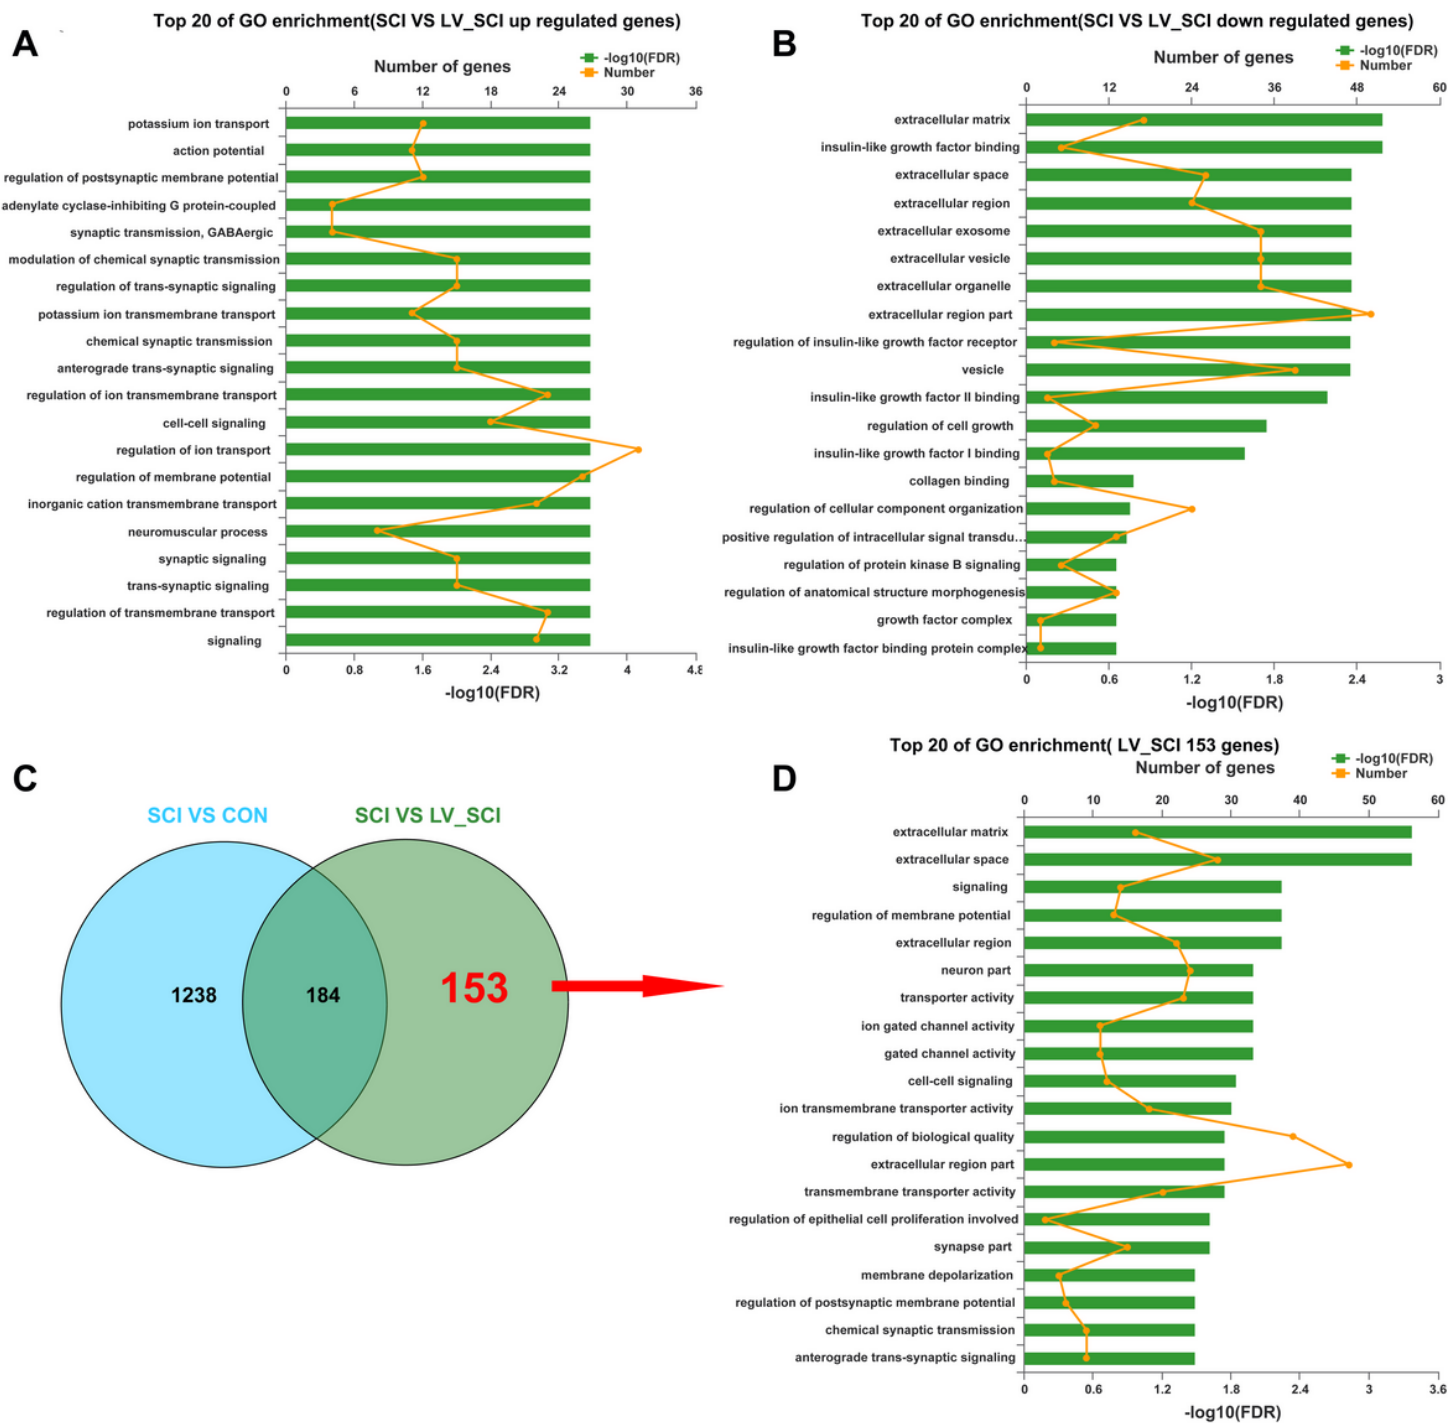 Top 20 of GO enrichment(SCI VS LV_SCI up regulated genes)
A
Number of genes
-log10(FDR)
Number
0 6 12 18 24 30 36
potassium ion transport
action potential
regulation of postsynaptic membrane potential
adenylate cyclase-inhibiting G protein-coupled
synaptic transmission, GABAergic
modulation of chemical synaptic transmission
regulation of trans-synaptic signaling
potassium ion transmembrane transport
chemical synaptic transmission
anterograde trans-synaptic signaling
regulation of ion transmembrane transport
cell-cell signaling
regulation of ion transport
regulation of membrane potential
inorganic cation transmembrane transport
neuromuscular process
synaptic signaling
trans-synaptic signaling
regulation of transmembrane transport
signaling
0 0.8 1.6 2.4 3.2 4 4.8
-log10(FDR)
Top 20 of GO enrichment(SCI VS LV_SCI down regulated genes)
B
Number of genes
-log10(FDR)
Number
0 12 24 36 48 60
extracellular matrix
insulin-like growth factor binding
extracellular space
extracellular region
extracellular exosome
extracellular vesicle
extracellular organelle
extracellular region part
regulation of insulin-like growth factor receptor
vesicle
insulin-like growth factor II binding
regulation of cell growth
insulin-like growth factor I binding
collagen binding
regulation of cellular component organization
positive regulation of intracellular signal transdu...
regulation of protein kinase B signaling
regulation of anatomical structure morphogenesis
growth factor complex
insulin-like growth factor binding protein complex
0 0.6 1.2 1.8 2.4 3
-log10(FDR)
C
SCI VS CON
SCI VS LV_SCI
1238
184
153
Top 20 of GO enrichment( LV_SCI 153 genes)
D
Number of genes
-log10(FDR)
Number
0 10 20 30 40 50 60
extracellular matrix
extracellular space
signaling
regulation of membrane potential
extracellular region
neuron part
transporter activity
ion gated channel activity
gated channel activity
cell-cell signaling
ion transmembrane transporter activity
regulation of biological quality
extracellular region part
transmembrane transporter activity
regulation of epithelial cell proliferation involved
synapse part
membrane depolarization
regulation of postsynaptic membrane potential
chemical synaptic transmission
anterograde trans-synaptic signaling
0 0.6 1.2 1.8 2.4 3 3.6
-log10(FDR)